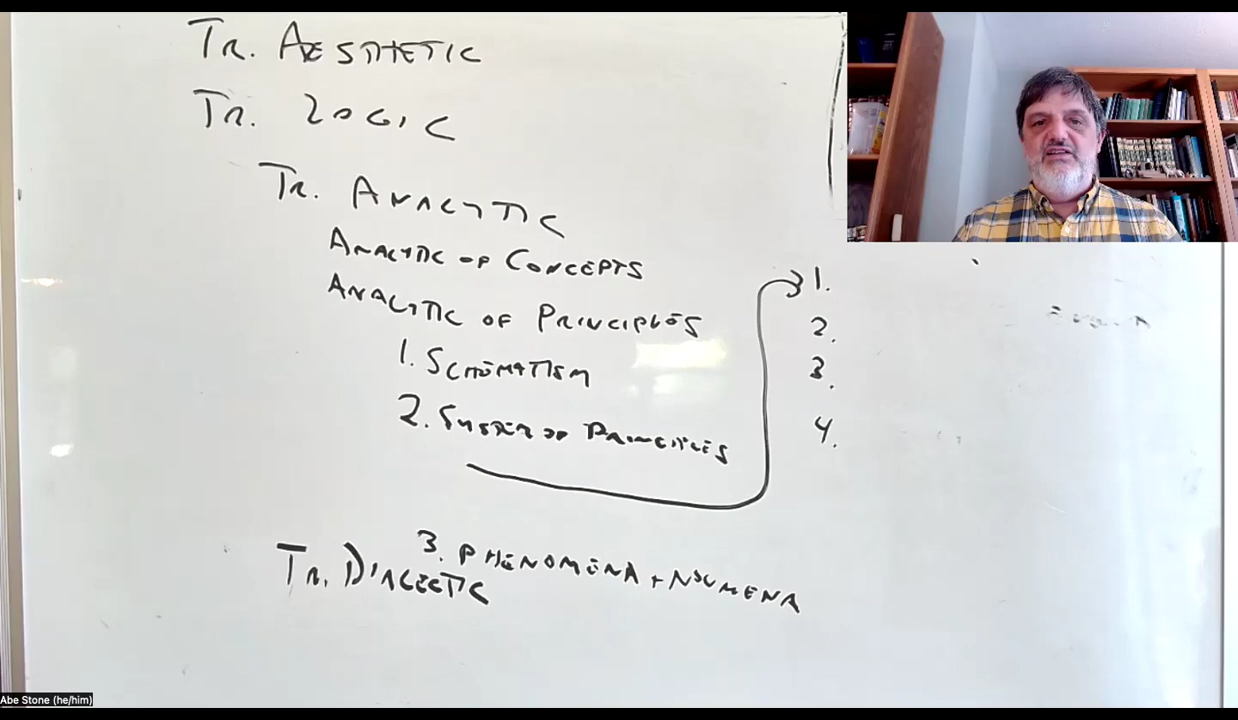 Tr. AESTHETIC
Tr. LOGIC
Tr. ANALYTIC
ANALYTIC OF CONCEPTS
ANALYTIC OF PRINCIPLES
1. SCHEMATISM
2. SYSTEM OF PRINCIPLES
1.
2.
3.
4.
3. PHENOMENA + NOUMENA
Tr. DIALECTIC
Abe Stone (he/him)